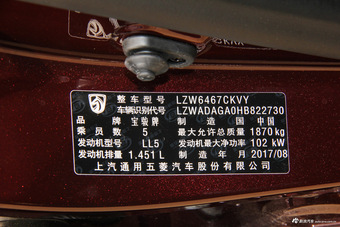 整车型号 LZW6467CKVY
车辆识别代号 LZWADAGA0HB822730
品牌 宝骏牌 制造国 中国
乘员数 5 最大允许总质量 1870kg
发动机型号 LL5 发动机最大净功率 102 kW
发动机排量 1.451 L 制造年月 2017/08
上汽通用五菱汽车股份有限公司